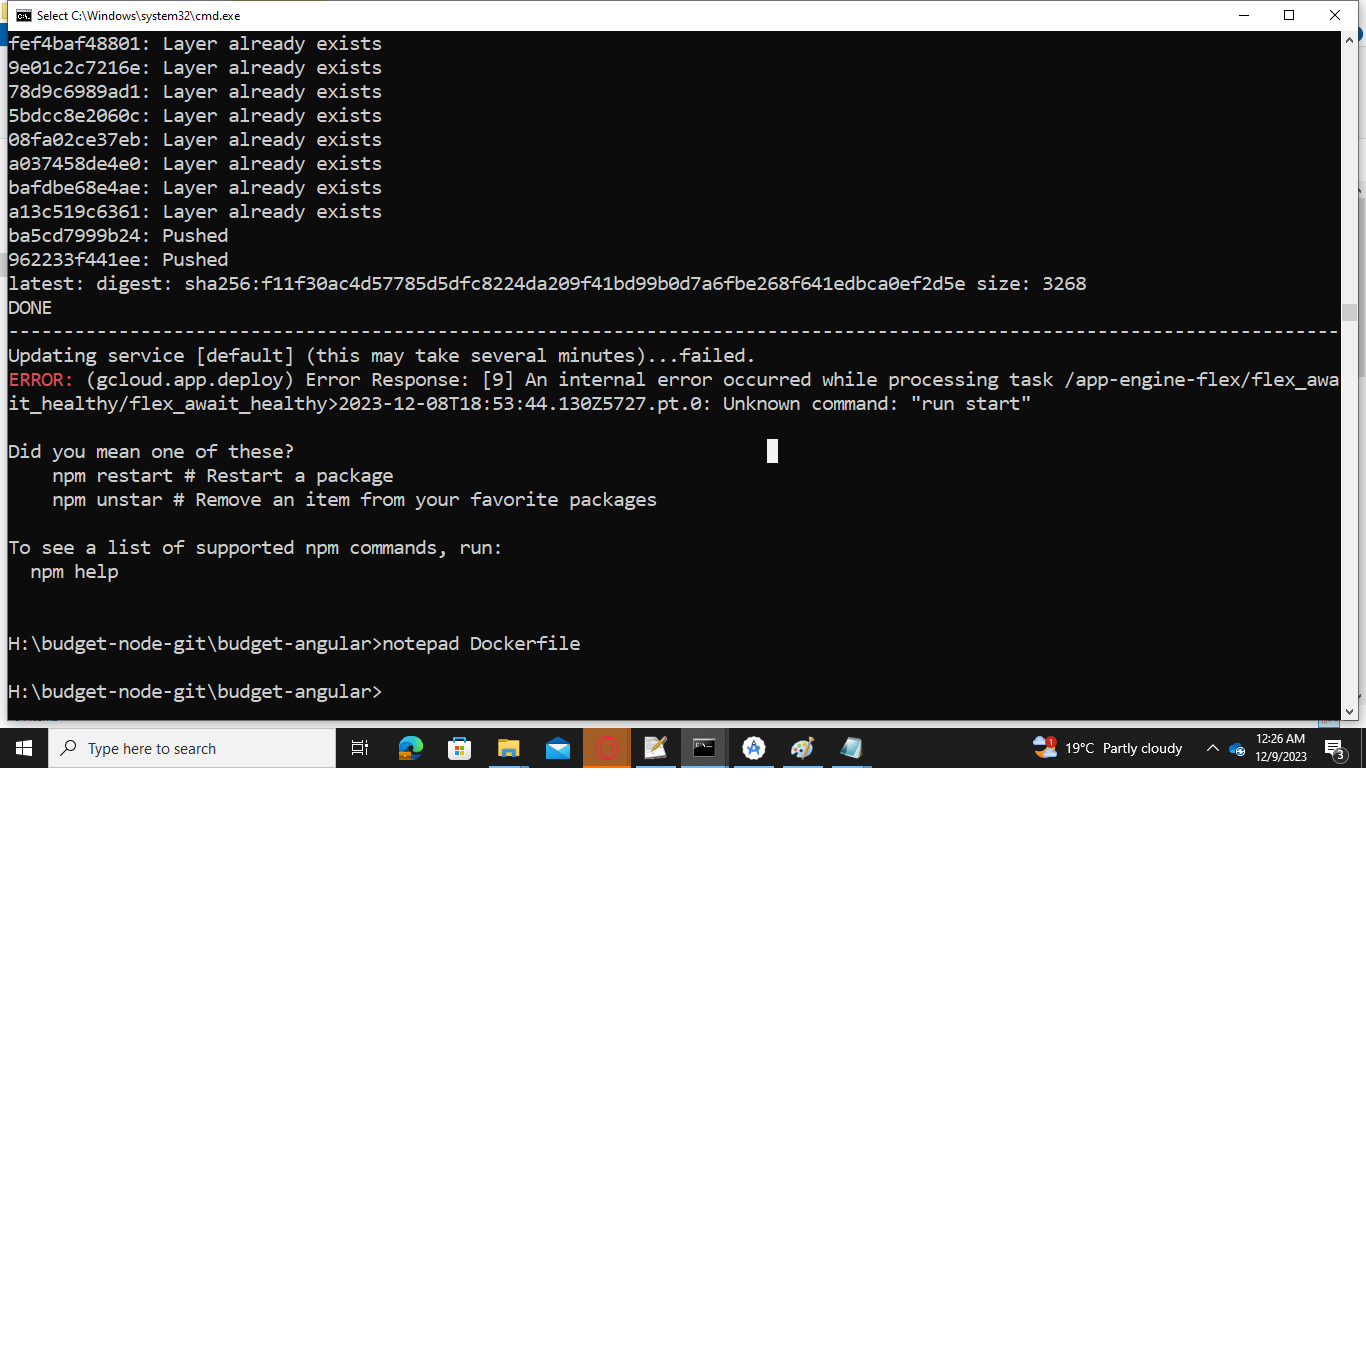 Select C:\Windows\system32\cmd.exe
fef4baf48801: Layer already exists
9e01c2c7216e: Layer already exists
78d9c6989ad1: Layer already exists
5bdcc8e2060c: Layer already exists
08fa02ce37eb: Layer already exists
a037458de4e0: Layer already exists
bafdbe68e4ae: Layer already exists
a13c519c6361: Layer already exists
ba5cd7999b24: Pushed
962233f441ee: Pushed
latest: digest: sha256:f11f30ac4d57785d5dfc8224da209f41bd99b0d7a6fbe268f641edbca0ef2d5e size: 3268
DONE
-------------------------------------------------------------------------------------------------------------------------
Updating service [default] (this may take several minutes)...failed.
ERROR: (gcloud.app.deploy) Error Response: [9] An internal error occurred while processing task /app-engine-flex/flex_awa
it_healthy/flex_await_healthy>2023-12-08T18:53:44.130Z5727.pt.0: Unknown command: "run start"
Did you mean one of these?
npm restart # Restart a package
npm unstar # Remove an item from your favorite packages
To see a list of supported npm commands, run:
npm help
H:\budget-node-git\budget-angular>notepad Dockerfile
H:\budget-node-git\budget-angular>
Type here to search
1
19°C Partly cloudy
12:26 AM
12/9/2023
3